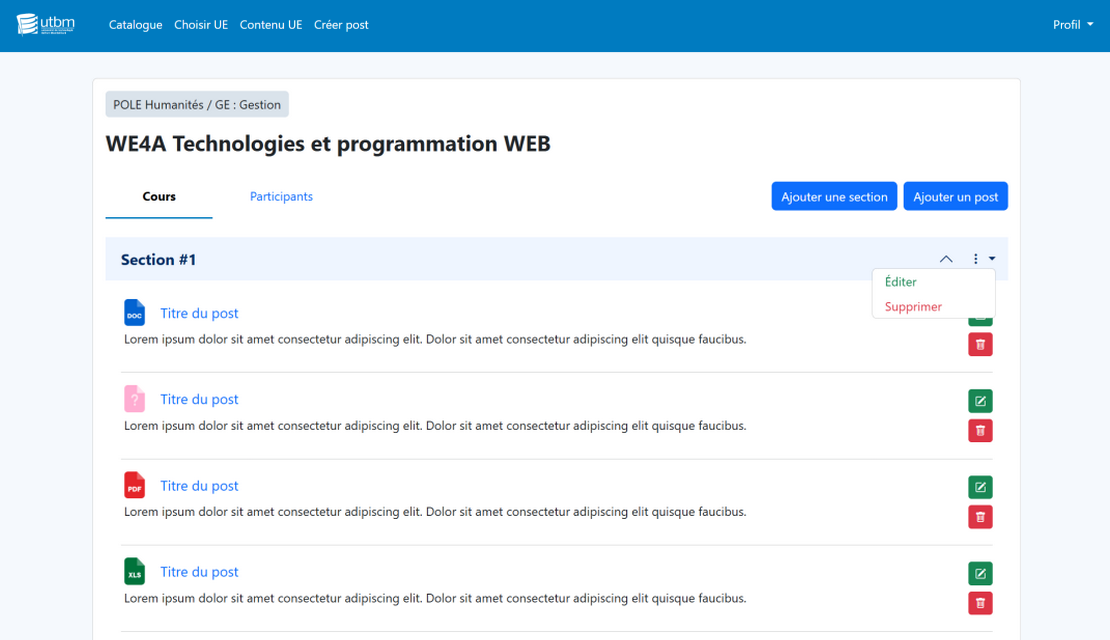 utbm
Catalogue Choisir UE Contenu UE Créer post Profil
POLE Humanités / GE : Gestion
WE4A Technologies et programmation WEB
Cours Participants Ajouter une section Ajouter un post
Section #1
Éditer
Supprimer
DOC Titre du post
Lorem ipsum dolor sit amet consectetur adipiscing elit. Dolor sit amet consectetur adipiscing elit quisque faucibus.
? Titre du post
Lorem ipsum dolor sit amet consectetur adipiscing elit. Dolor sit amet consectetur adipiscing elit quisque faucibus.
PDF Titre du post
Lorem ipsum dolor sit amet consectetur adipiscing elit. Dolor sit amet consectetur adipiscing elit quisque faucibus.
XLS Titre du post
Lorem ipsum dolor sit amet consectetur adipiscing elit. Dolor sit amet consectetur adipiscing elit quisque faucibus.